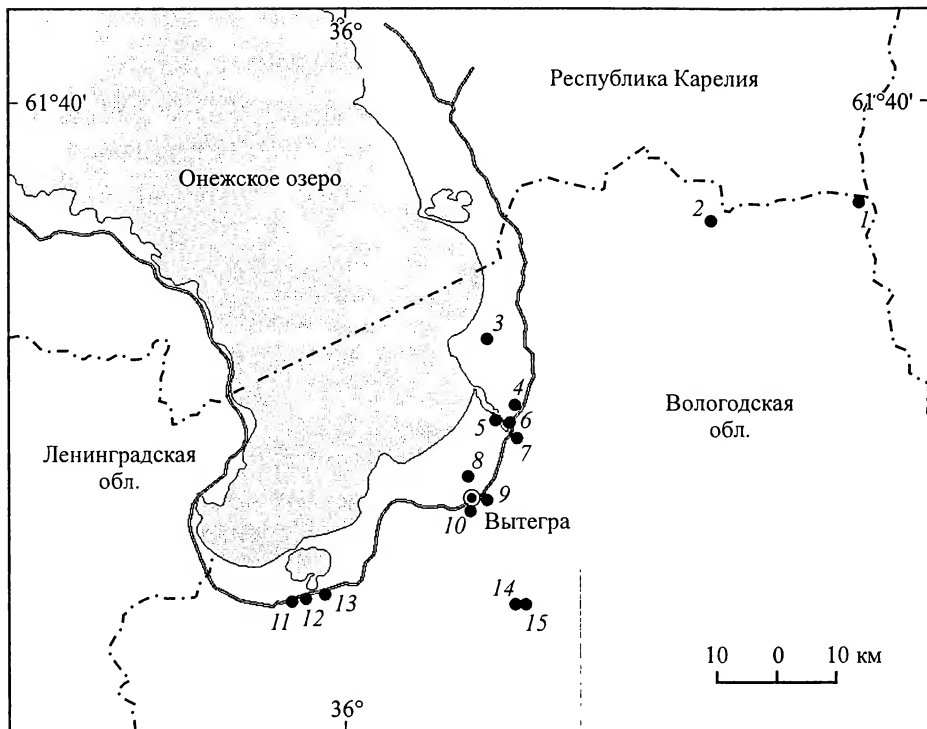 36°
Республика Карелия
61°40'
61°40'
Онежское озеро
2
1
3
4
5
6
7
Вологодская
обл.
Ленинградская
обл.
8
9
10
Вытегра
11
12
13
14
15
10 0 10 км
36°